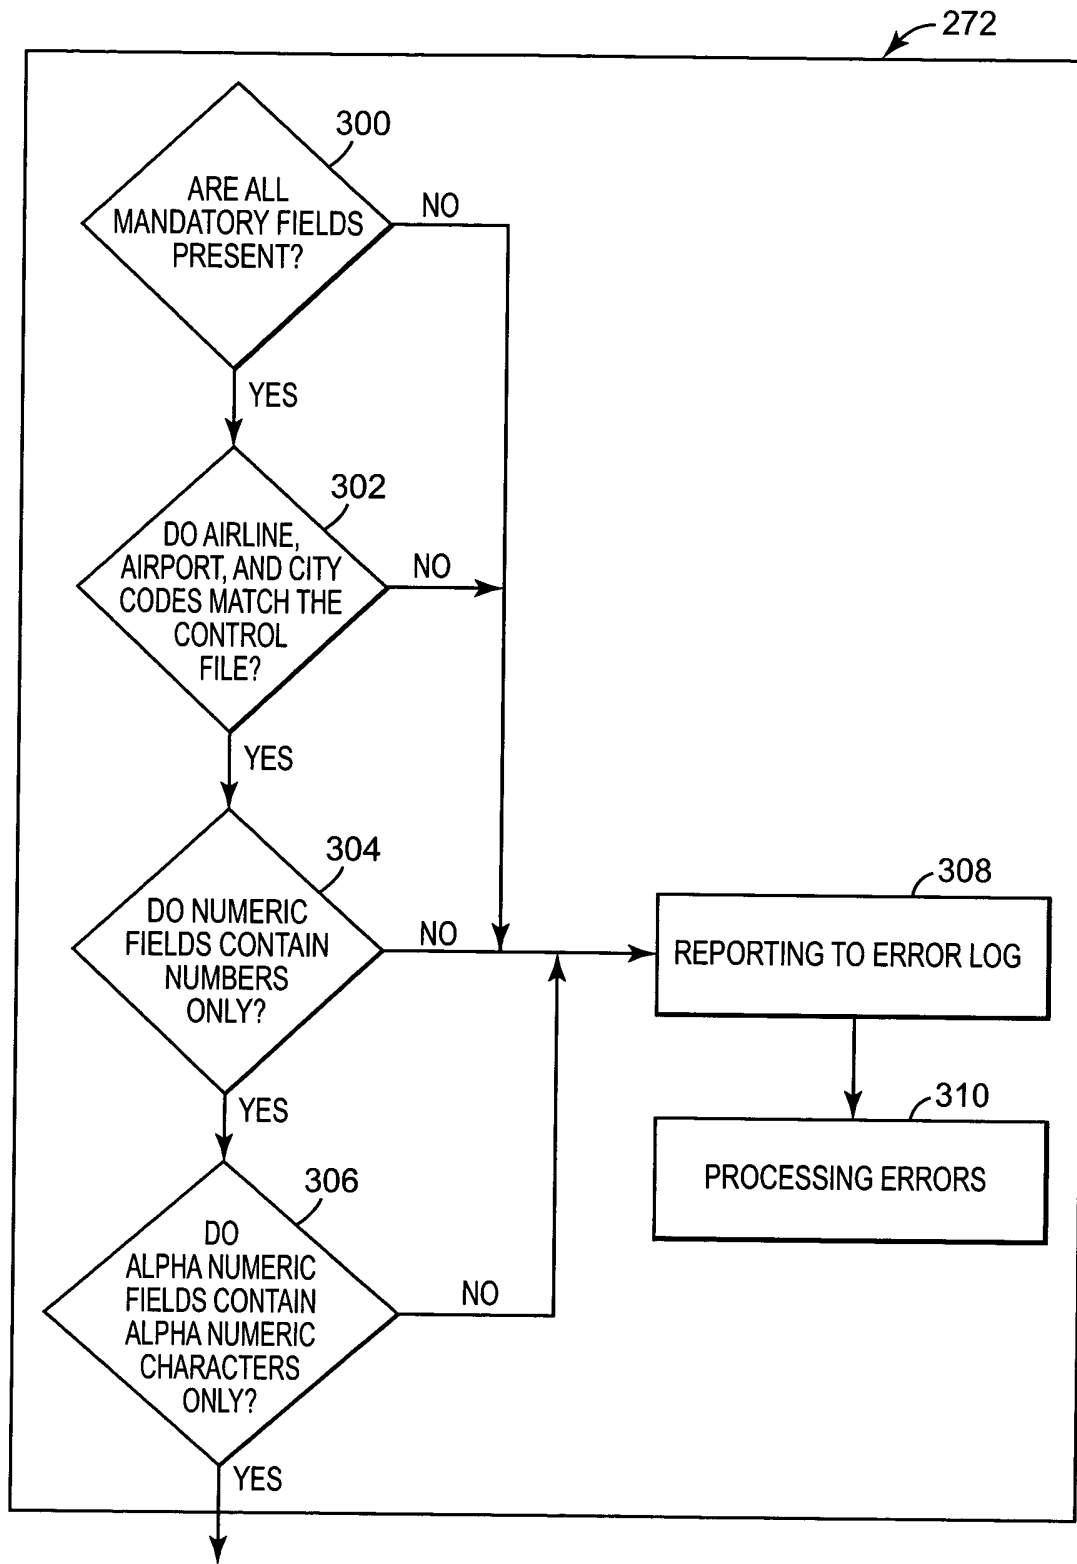 272
300
ARE ALL
MANDATORY FIELDS
PRESENT?
NO
YES
302
DO AIRLINE,
AIRPORT, AND CITY
CODES MATCH THE
CONTROL
FILE?
NO
YES
304
DO NUMERIC
FIELDS CONTAIN
NUMBERS
ONLY?
NO
308
REPORTING TO ERROR LOG
YES
310
PROCESSING ERRORS
306
DO
ALPHA NUMERIC
FIELDS CONTAIN
ALPHA NUMERIC
CHARACTERS
ONLY?
NO
YES